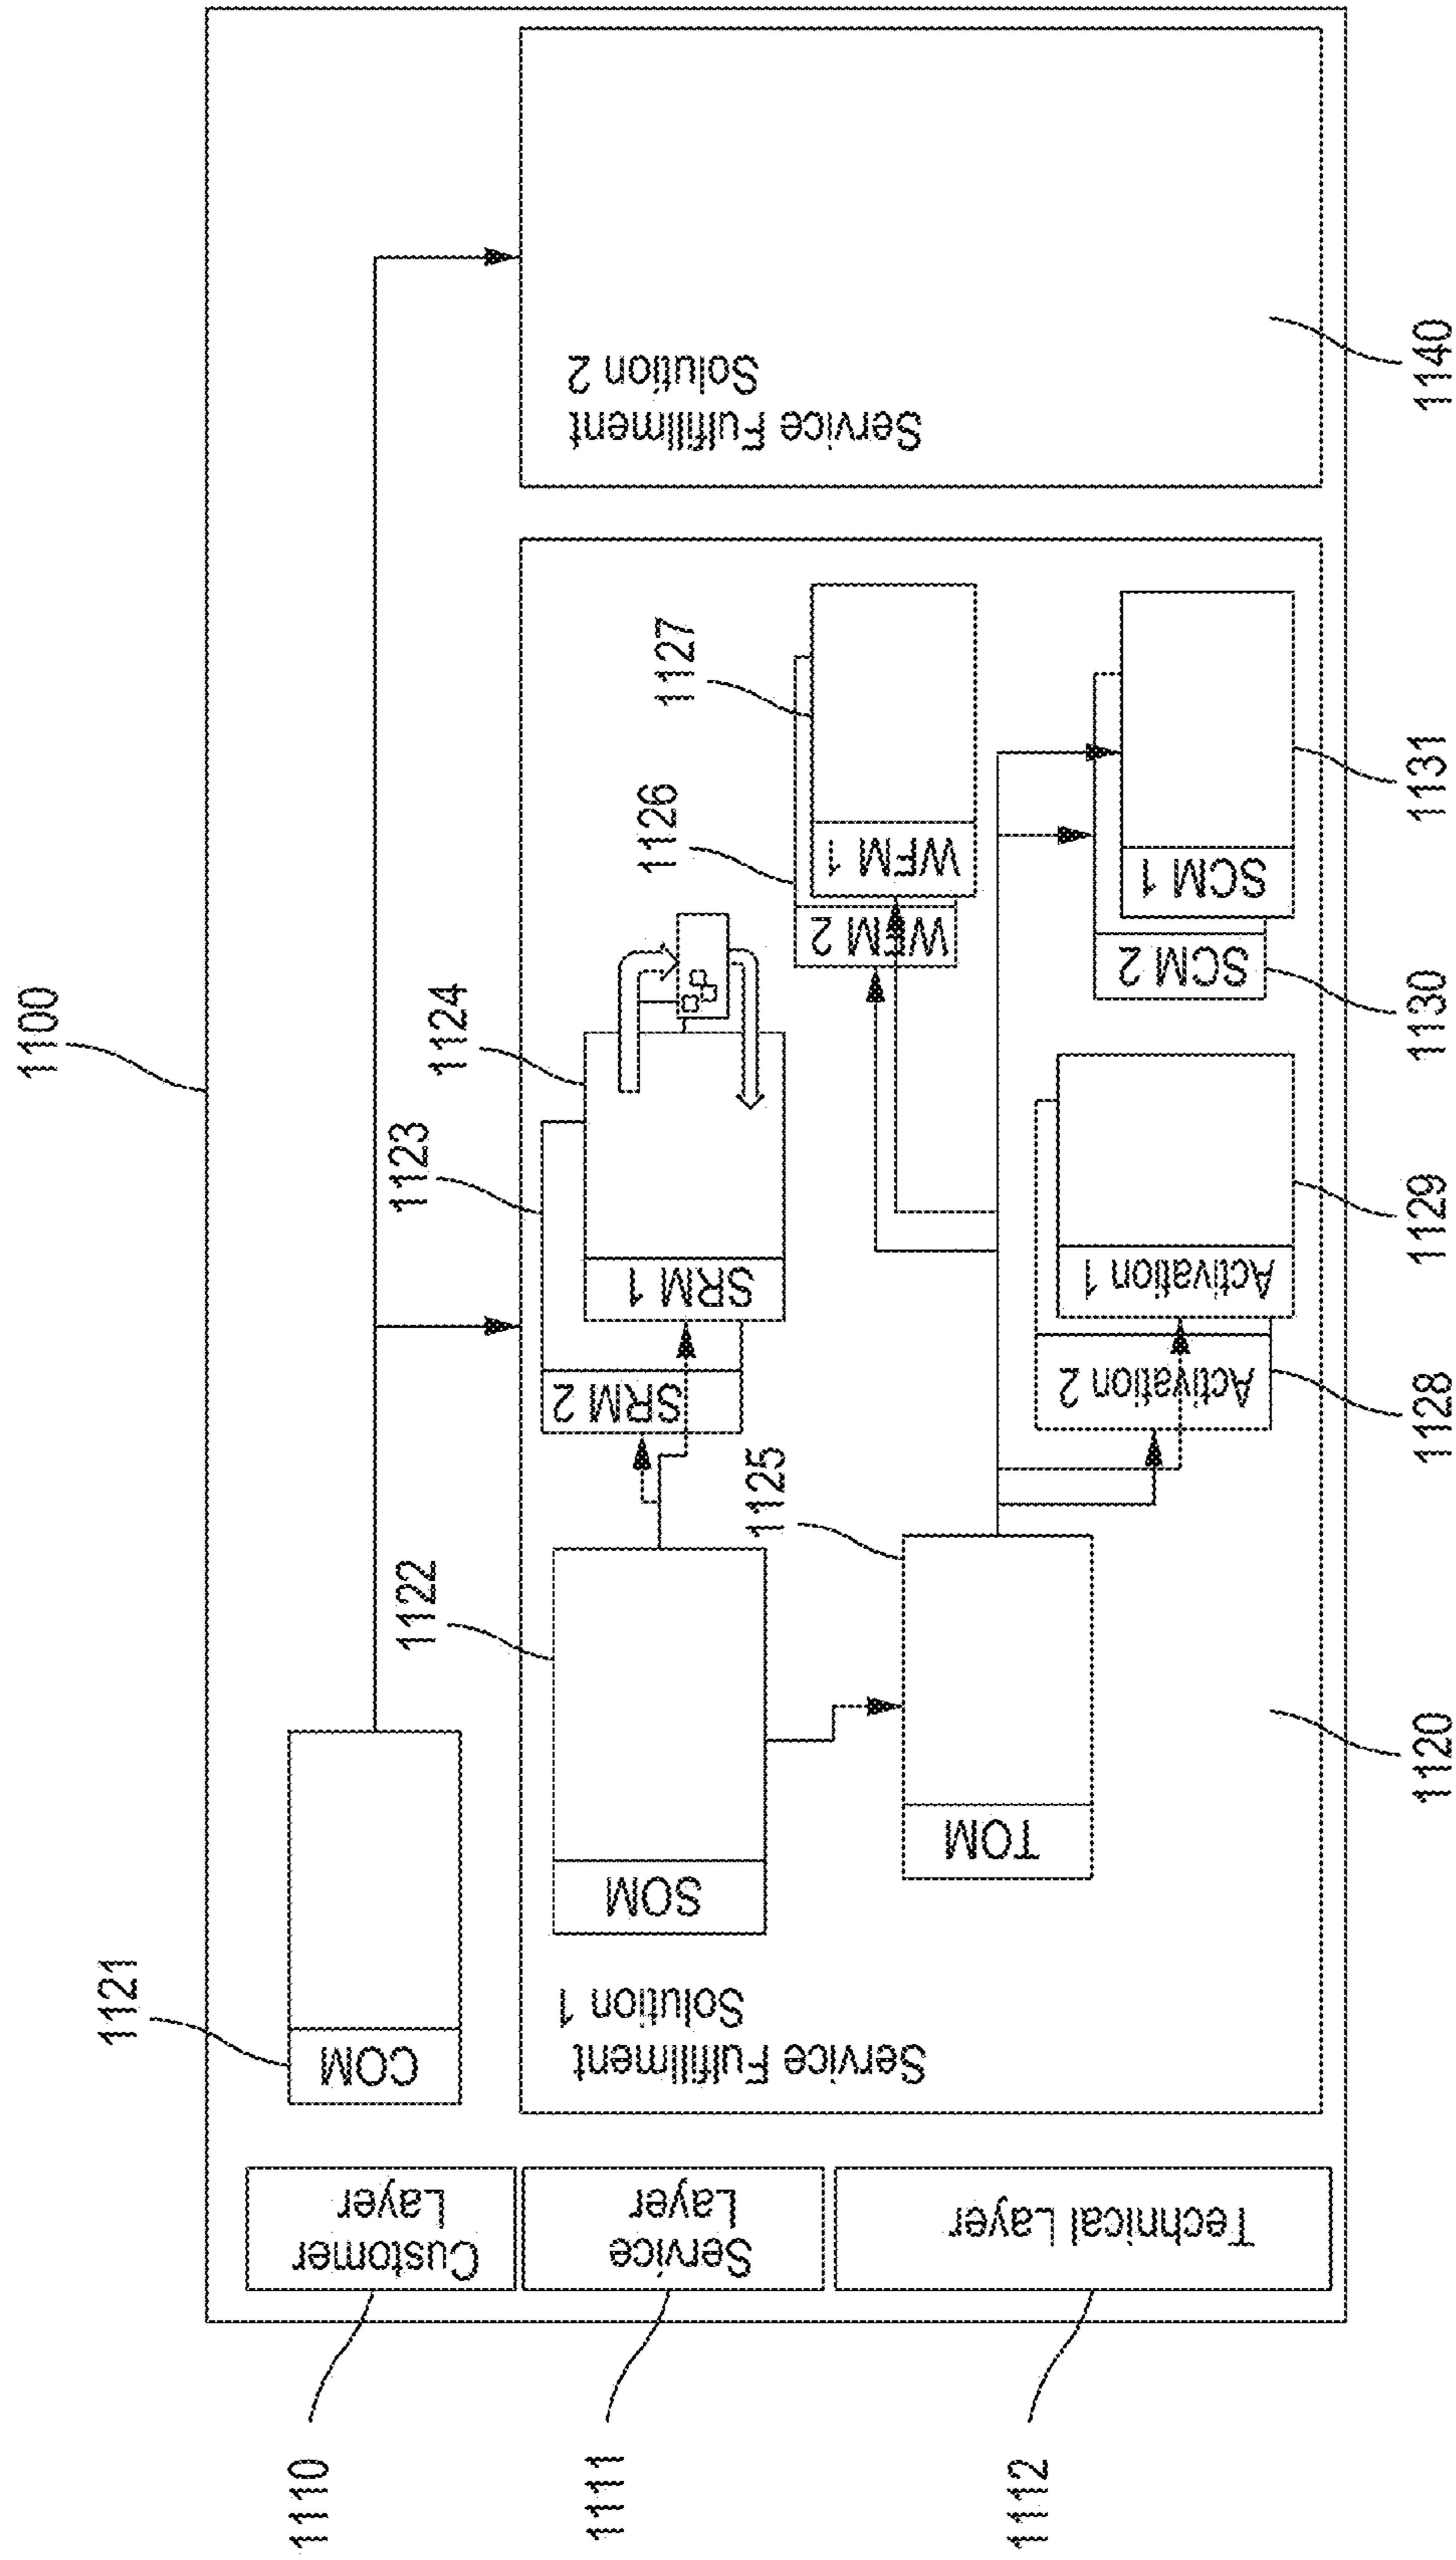 1100
1110
Customer
Layer
1111
Service
Layer
1112
Technical Layer
1121
COM
Service Fulfillment
Solution 1
1122
SOM
1123
SRM 2
1124
SRM 1
1125
TOM
1126
WFM 2
1127
WFM 1
Activation 2
1128
Activation 1
1129
SCM 2
1130
SCM 1
1131
1120
Service Fulfillment
Solution 2
1140